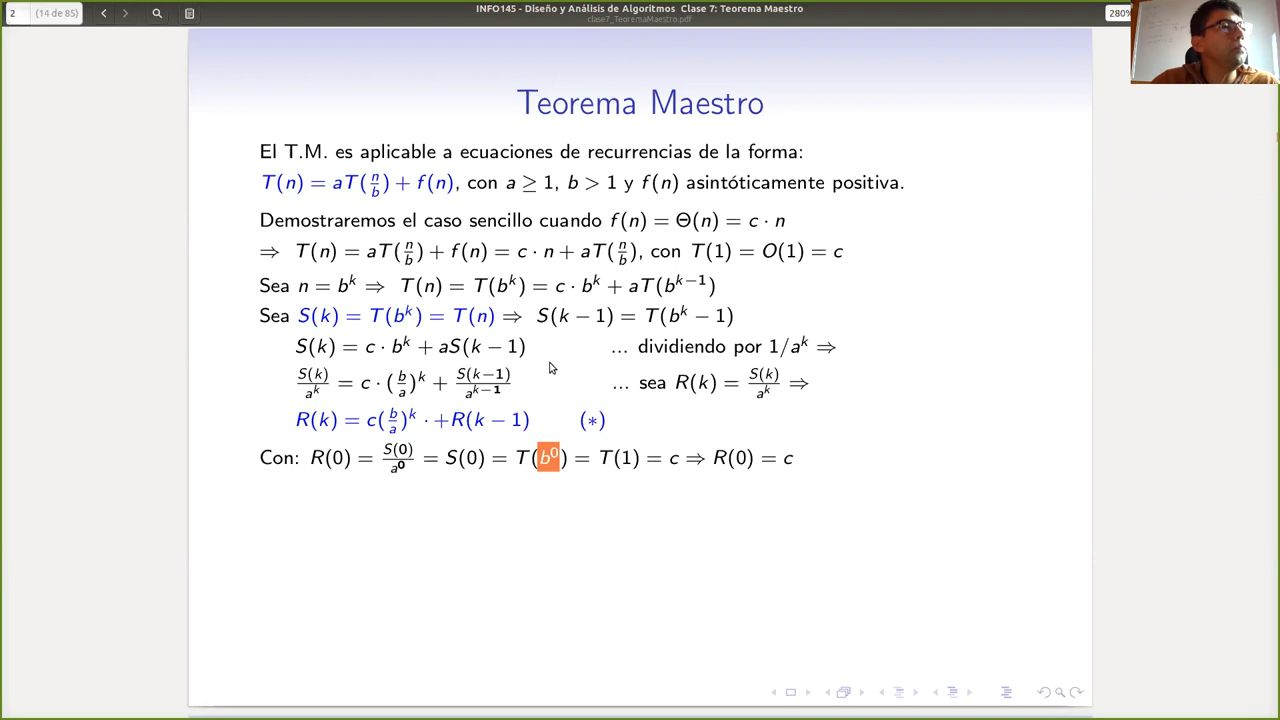 2 (14 de 85) INFO145 - Diseño y Análisis de Algoritmos Clase 7: Teorema Maestro 280%
clase7_TeoremaMaestro.pdf
Teorema Maestro
El T.M. es aplicable a ecuaciones de recurrencias de la forma:
T(n) = aT(n/b) + f(n), con a ≥ 1, b > 1 y f(n) asintóticamente positiva.
Demostraremos el caso sencillo cuando f(n) = Θ(n) = c · n
⇒ T(n) = aT(n/b) + f(n) = c · n + aT(n/b), con T(1) = O(1) = c
Sea n = b^k ⇒ T(n) = T(b^k) = c · b^k + aT(b^{k−1})
Sea S(k) = T(b^k) = T(n) ⇒ S(k − 1) = T(b^k − 1)
S(k) = c · b^k + aS(k − 1) ... dividiendo por 1/a^k ⇒
S(k)/a^k = c · (b/a)^k + S(k−1)/a^{k−1} ... sea R(k) = S(k)/a^k ⇒
R(k) = c(b/a)^k · +R(k − 1) (∗)
Con: R(0) = S(0)/a^0 = S(0) = T(b^0) = T(1) = c ⇒ R(0) = c